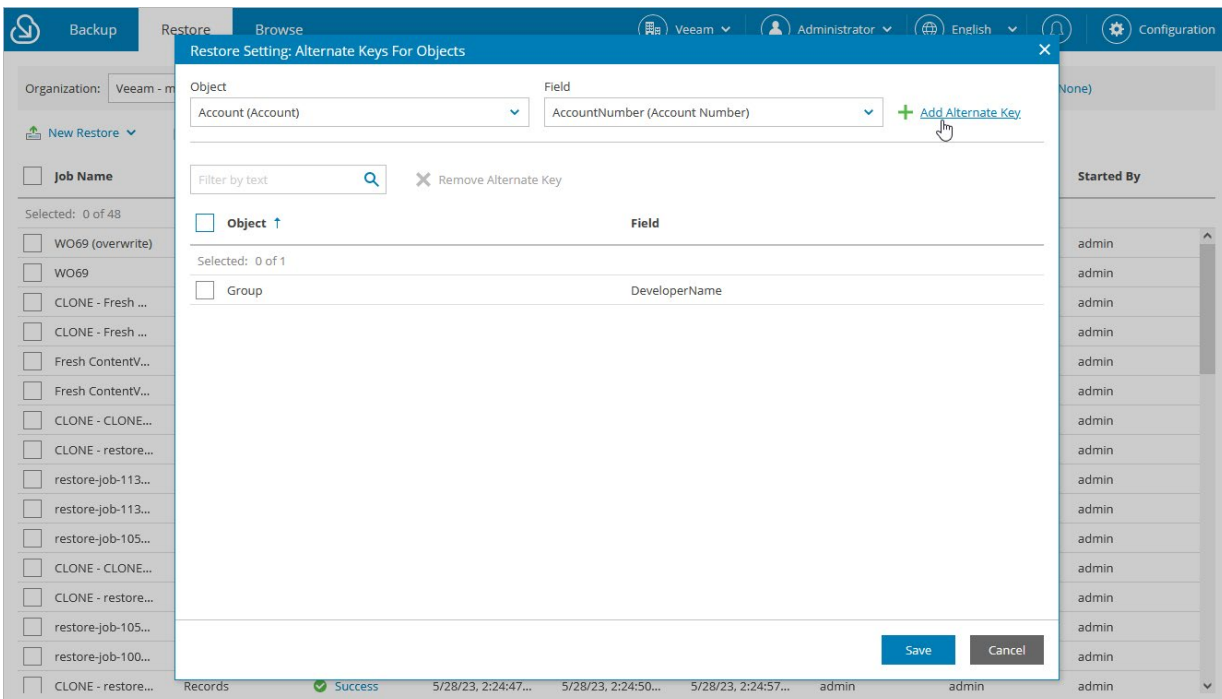 Backup Restore Browse Veeam Administrator English Configuration
Restore Setting: Alternate Keys For Objects
Organization: Veeam - m None)
Object Field
Account (Account) AccountNumber (Account Number) Add Alternate Key
New Restore
Filter by text Remove Alternate Key
Job Name Started By
Selected: 0 of 48
Object ↑ Field
Selected: 0 of 1
WO69 (overwrite) admin
WO69 admin
Group DeveloperName
CLONE - Fresh ... admin
CLONE - Fresh ... admin
Fresh ContentV... admin
Fresh ContentV... admin
CLONE - CLONE... admin
CLONE - restore... admin
restore-job-113... admin
restore-job-113... admin
restore-job-105... admin
CLONE - CLONE... admin
CLONE - restore... admin
restore-job-105... admin
restore-job-100... admin
Save Cancel
CLONE - restore... Records Success 5/28/23, 2:24:47... 5/28/23, 2:24:50... 5/28/23, 2:24:57... admin admin admin